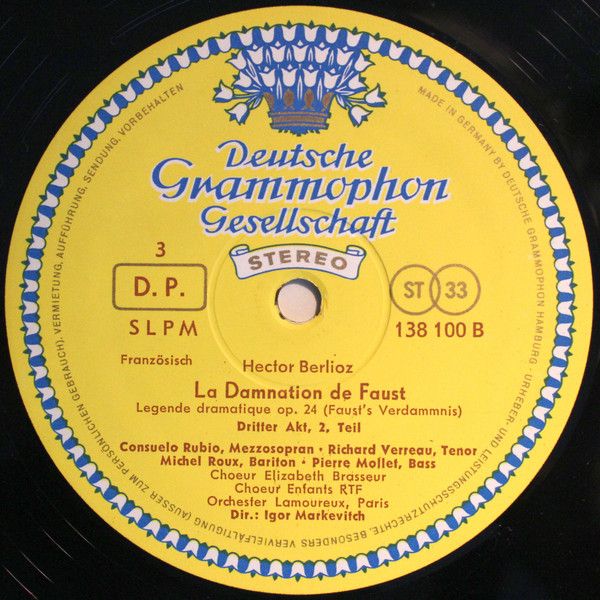 Deutsche
Grammophon
Gesellschaft
STEREO
3
D. P.
SLPM
ST 33
138 100 B
Französisch
Hector Berlioz
La Damnation de Faust
Legende dramatique op. 24 (Faust's Verdammnis)
Dritter Akt, 2, Teil
Consuelo Rubio, Mezzosopran · Richard Verreau, Tenor
Michel Roux, Bariton · Pierre Mollet, Bass
Choeur Elizabeth Brasseur
Choeur Enfants RTF
Orchester Lamoureux, Paris
Dir.: Igor Markevitch
MADE IN GERMANY BY DEUTSCHE GRAMMOPHON HAMBURG · URHEBER- UND LEISTUNGSSCHUTZRECHTE, BESONDERS VERVIELFÄLTIGUNG (AUSSER ZUM PERSÖNLICHEN GEBRAUCH), VERMIETUNG, AUFFÜHRUNG, SENDUNG, VORBEHALTEN